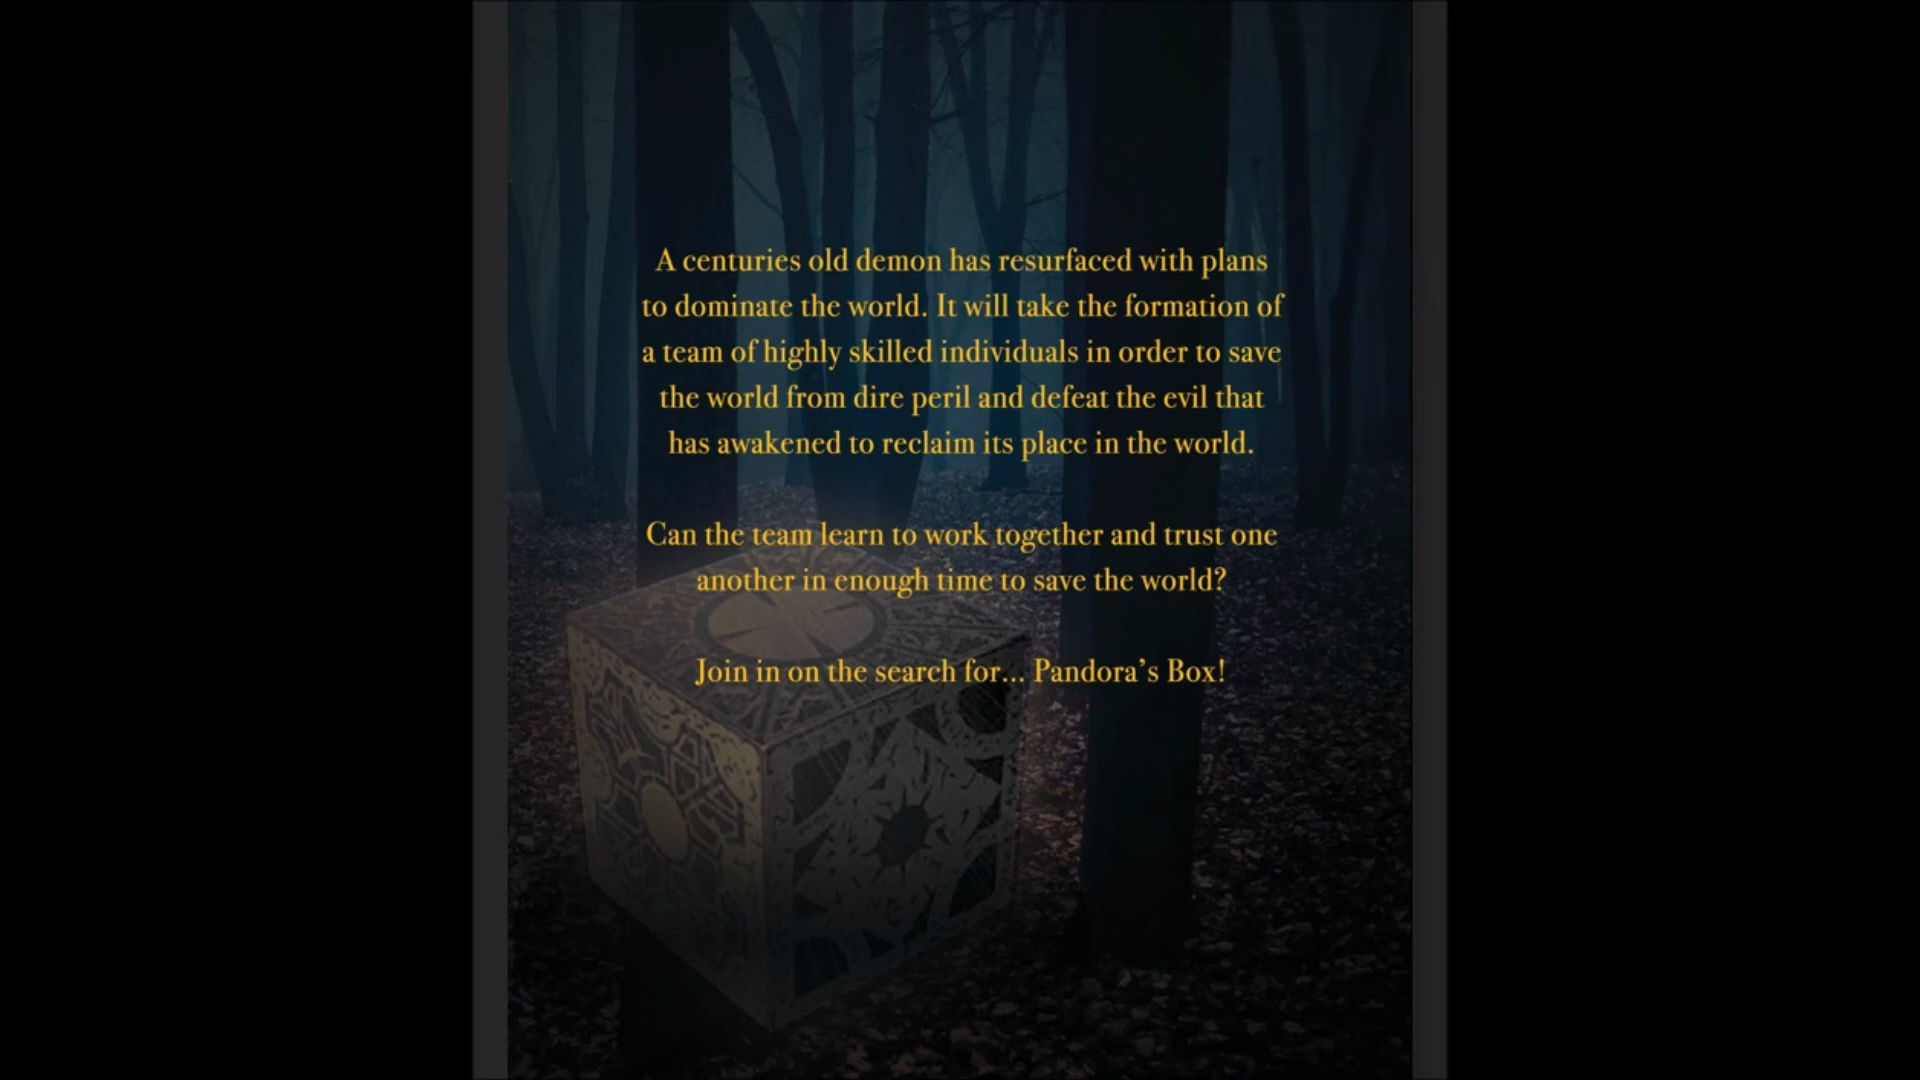 A centuries old demon has resurfaced with plans
to dominate the world. It will take the formation of
a team of highly skilled individuals in order to save
the world from dire peril and defeat the evil that
has awakened to reclaim its place in the world.
Can the team learn to work together and trust one
another in enough time to save the world?
Join in on the search for... Pandora’s Box!